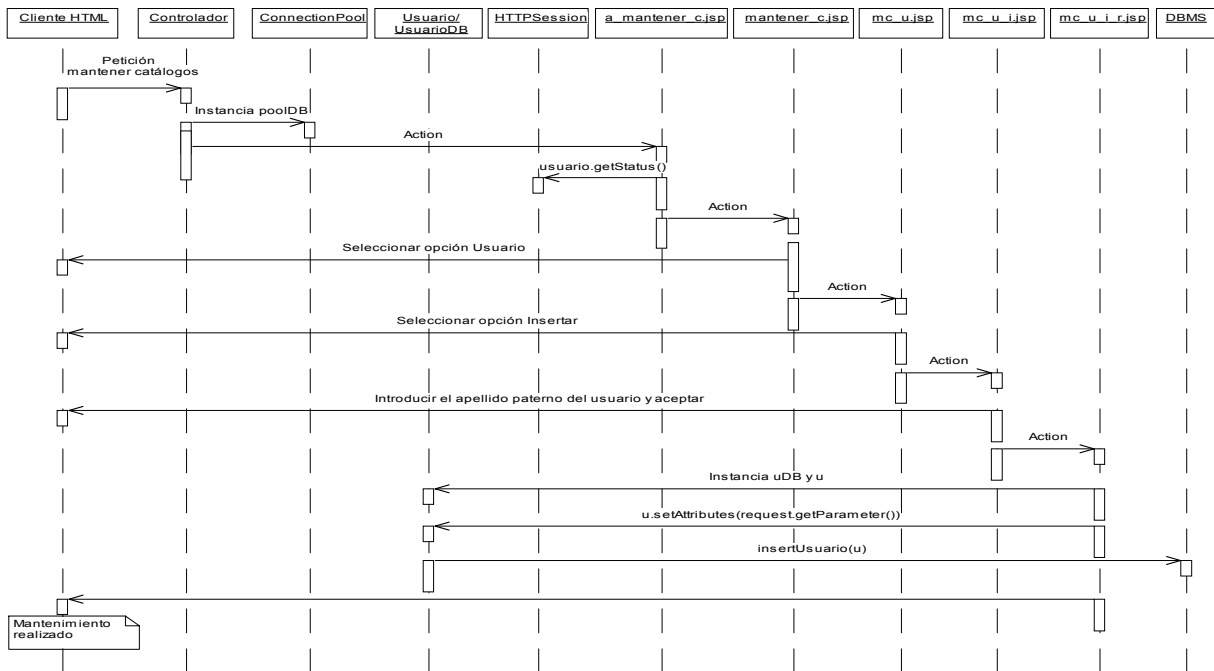 Cliente HTML
Controlador
ConnectionPool
Usuario/
UsuarioDB
HTTPSession
a_mantener_c.jsp
mantener_c.jsp
mc_u.jsp
mc_u_i.jsp
mc_u_i_r.jsp
DBMS
Petición
mantener catálogos
Instancia poolDB
Action
usuario.getStatus()
Action
Seleccionar opción Usuario
Action
Seleccionar opción Insertar
Action
Introducir el apellido paterno del usuario y aceptar
Action
Instancia uDB y u
u.setAttributes(request.getParameter())
insertUsuario(u)
Mantenimiento
realizado